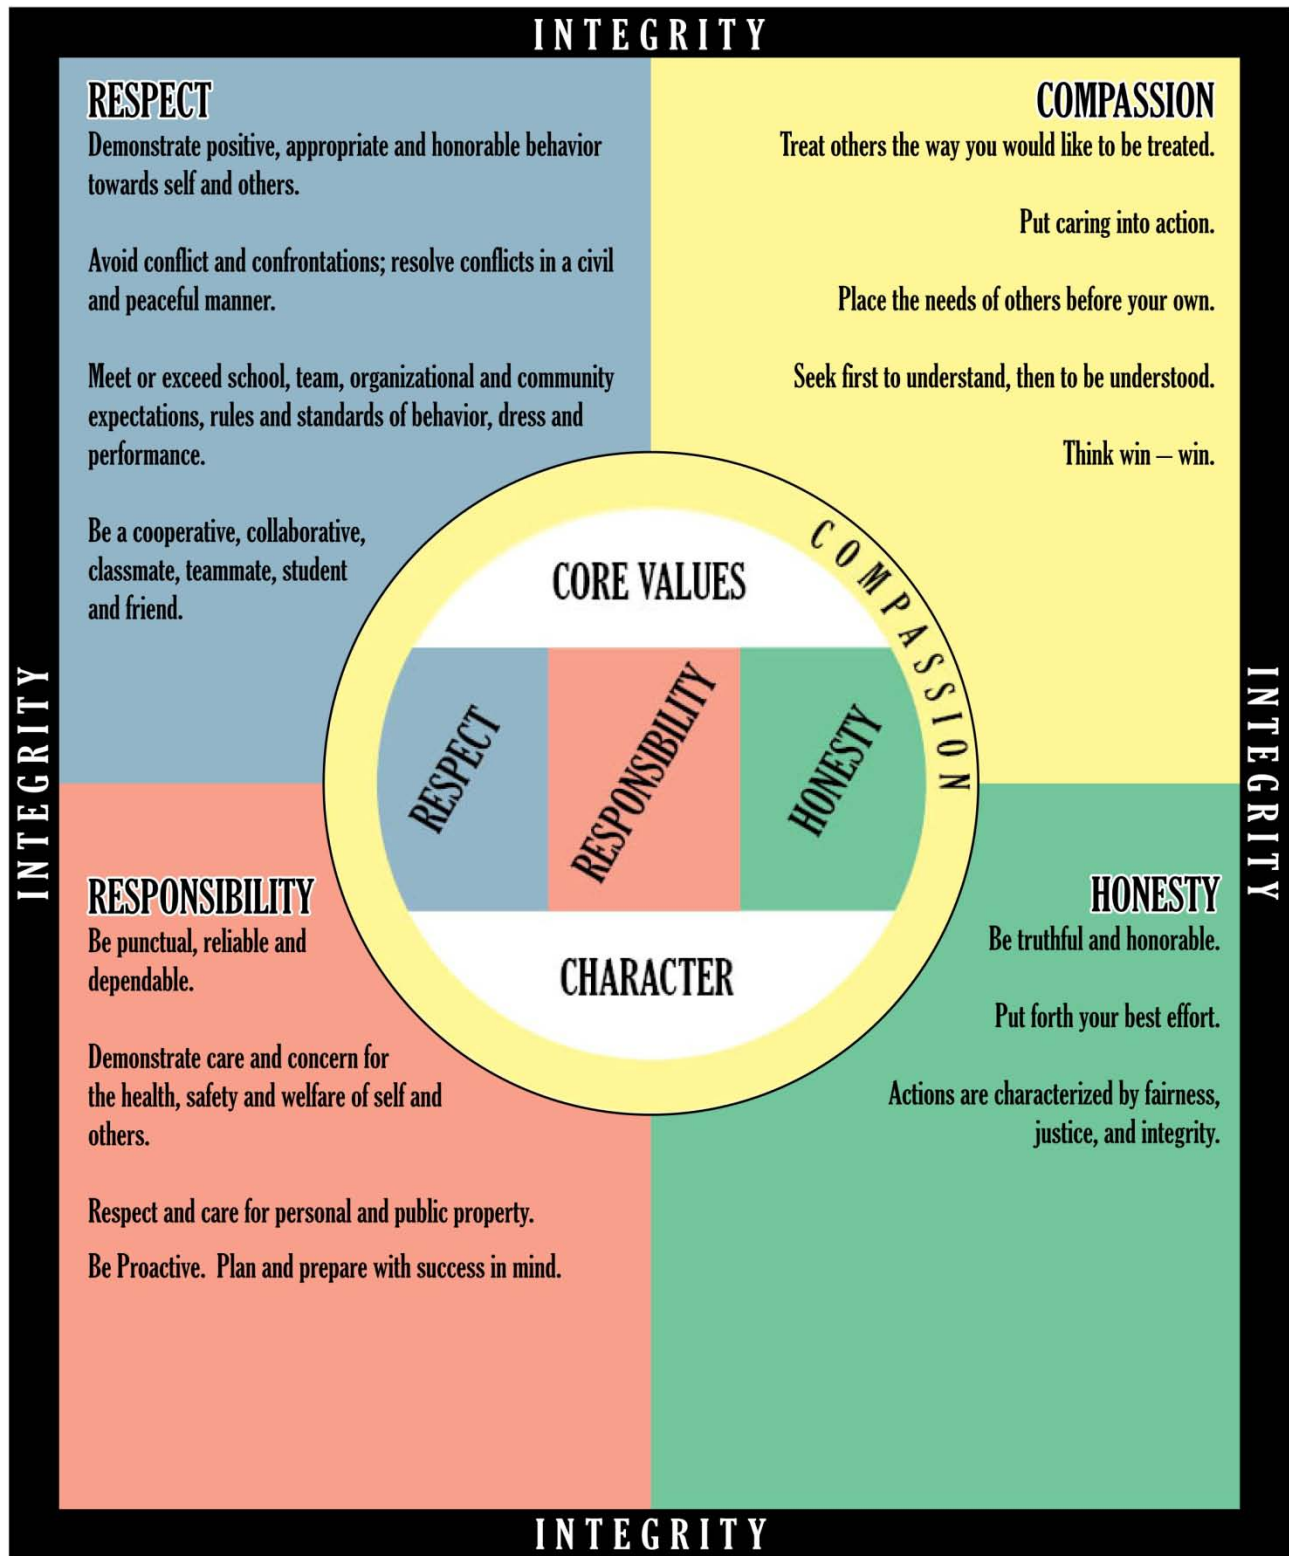 INTEGRITY
RESPECT
Demonstrate positive, appropriate and honorable behavior
towards self and others.
Avoid conflict and confrontations; resolve conflicts in a civil
and peaceful manner.
Meet or exceed school, team, organizational and community
expectations, rules and standards of behavior, dress and
performance.
Be a cooperative, collaborative,
classmate, teammate, student
and friend.
COMPASSION
Treat others the way you would like to be treated.
Put caring into action.
Place the needs of others before your own.
Seek first to understand, then to be understood.
Think win – win.
INTEGRITY
COMPASSION
CORE VALUES
RESPECT
RESPONSIBILITY
HONESTY
CHARACTER
INTEGRITY
RESPONSIBILITY
Be punctual, reliable and
dependable.
Demonstrate care and concern for
the health, safety and welfare of self and
others.
Respect and care for personal and public property.
Be Proactive.  Plan and prepare with success in mind.
HONESTY
Be truthful and honorable.
Put forth your best effort.
Actions are characterized by fairness,
justice, and integrity.
INTEGRITY